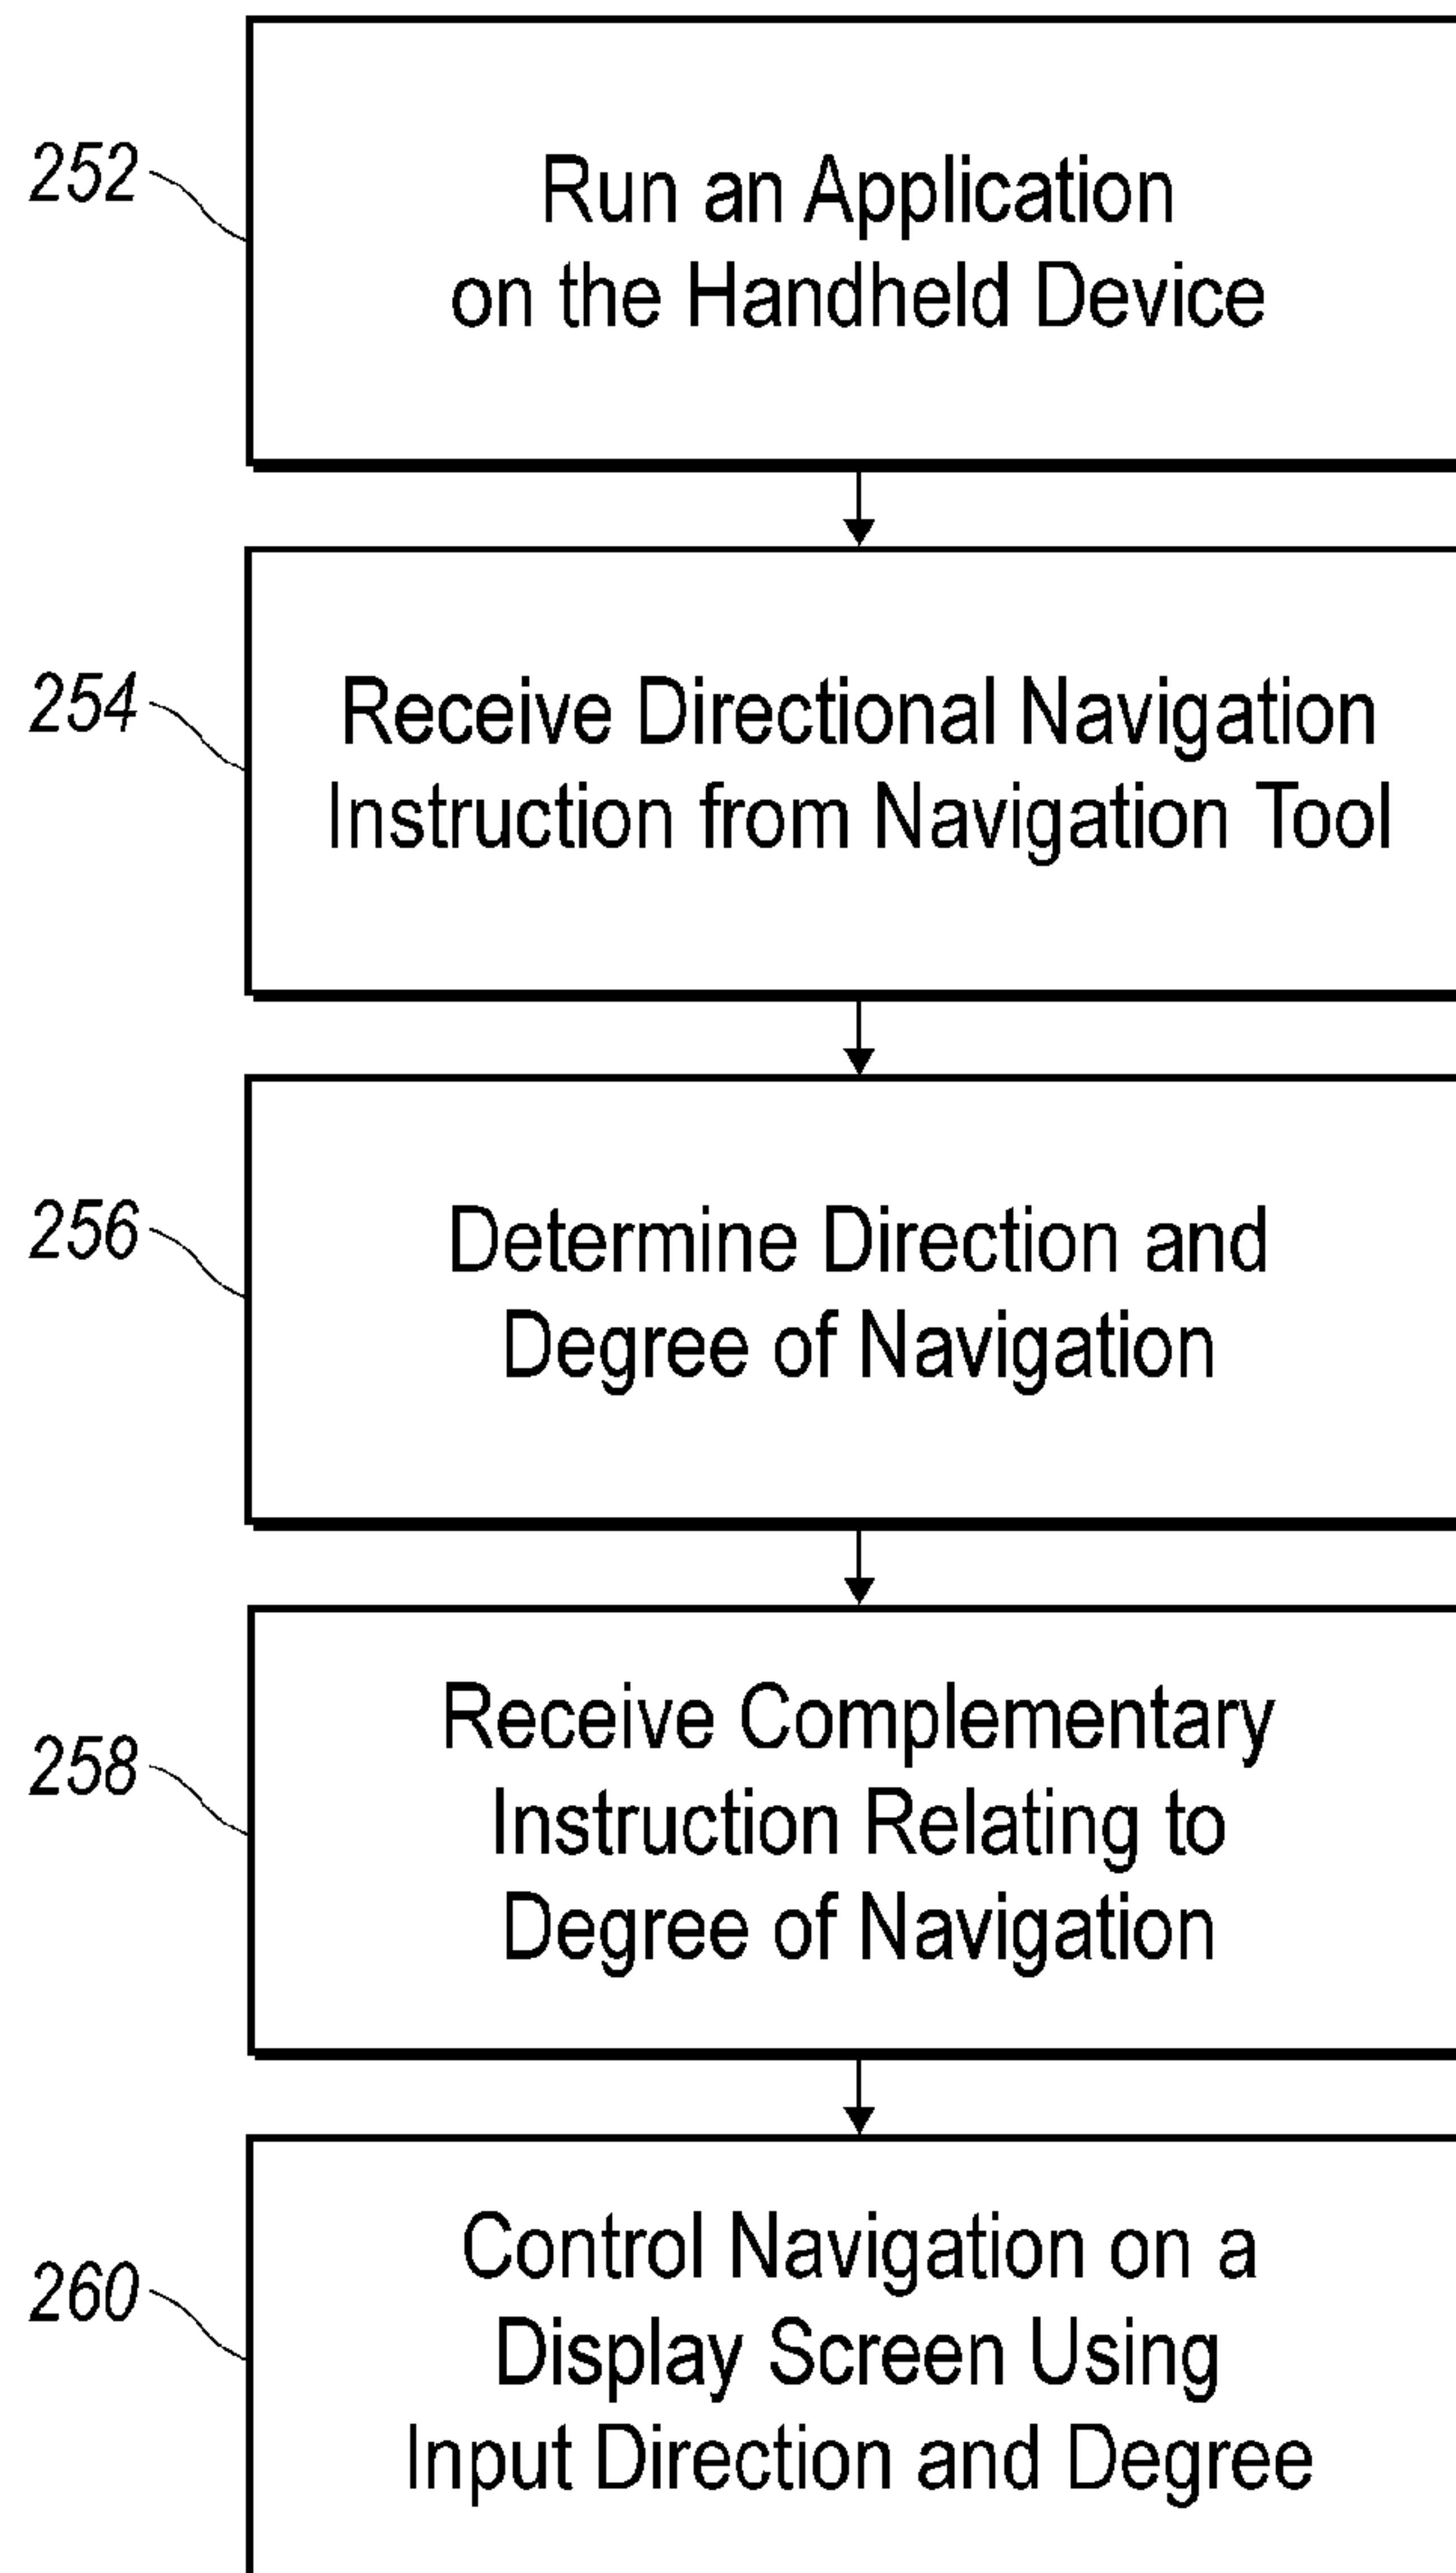 252
Run an Application
on the Handheld Device
254
Receive Directional Navigation
Instruction from Navigation Tool
256
Determine Direction and
Degree of Navigation
258
Receive Complementary
Instruction Relating to
Degree of Navigation
260
Control Navigation on a
Display Screen Using
Input Direction and Degree